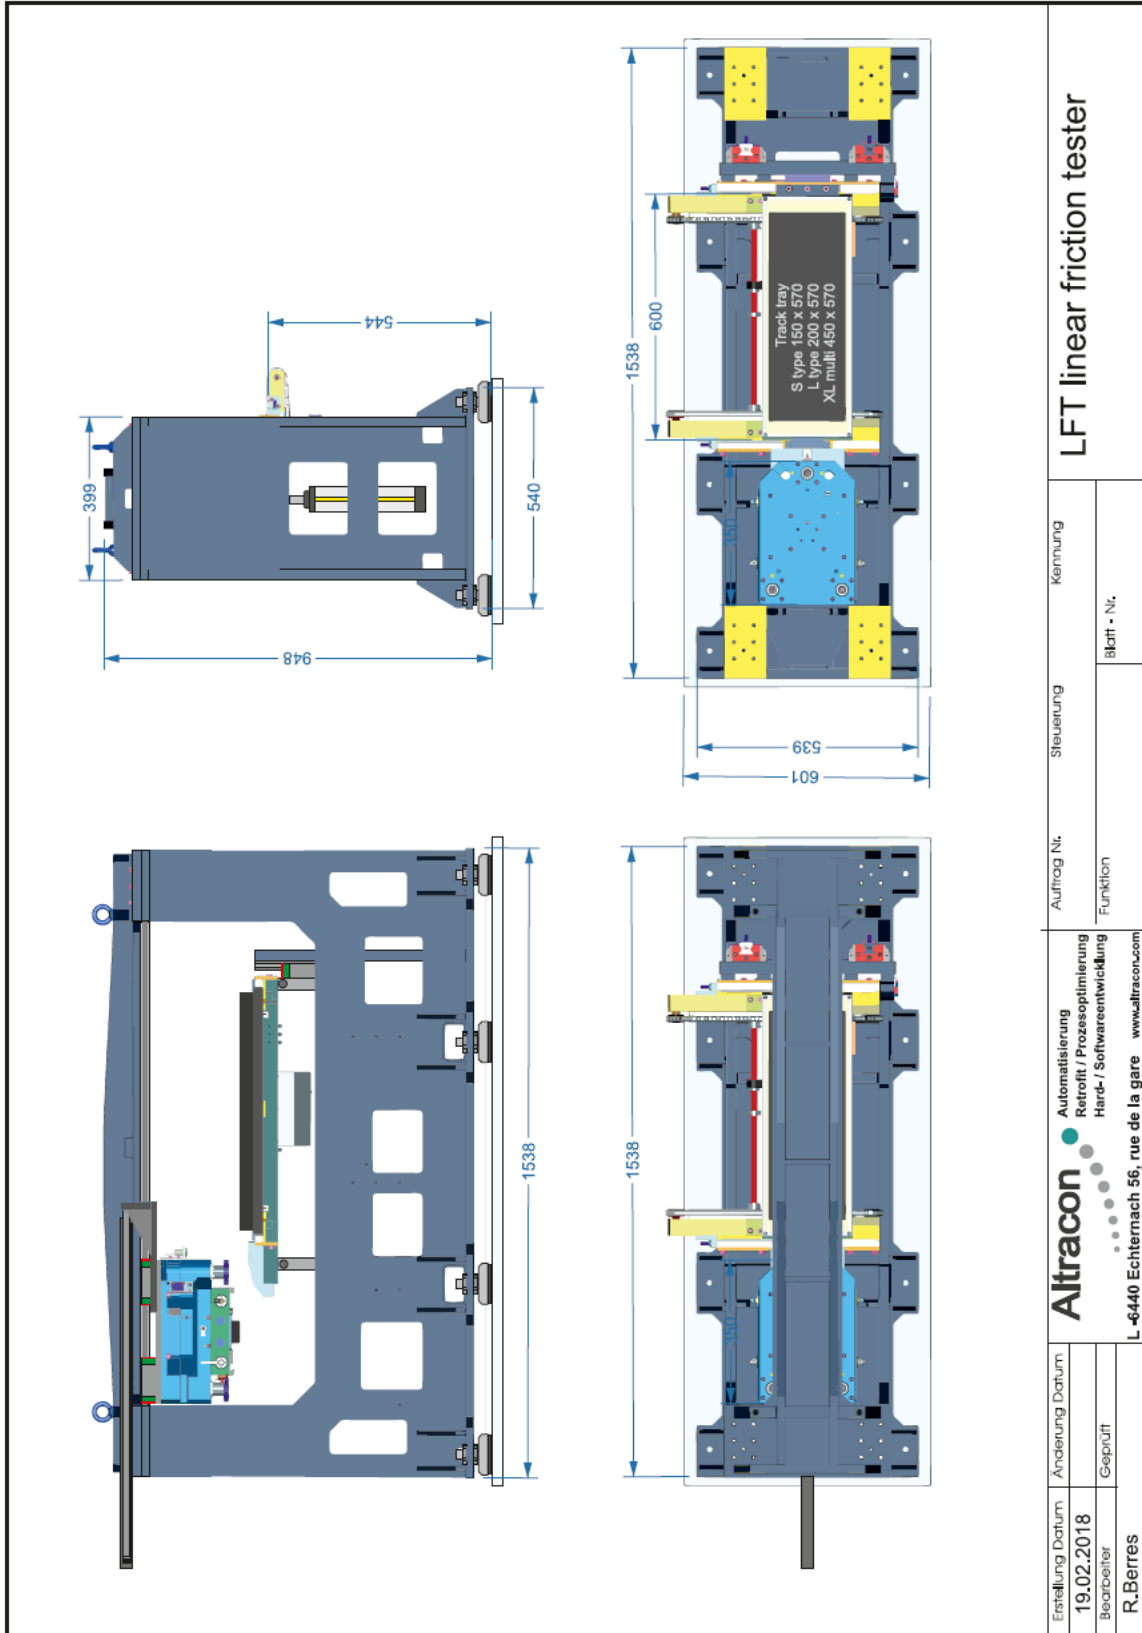 399
948
544
540
1538
600
350
Track tray
S type 150 x 570
L type 200 x 570
XL multi 450 x 570
539
601
1538
1538
350
Erstellung Datum
Änderung Datum
19.02.2018
Bearbeiter
Geprüft
R.Berres
Altracon
Automatisierung
Retrofit / Prozesoptimierung
Hard- / Softwareentwicklung
L -6440 Echternach 56, rue de la gare www.altracon.com
Auftrag Nr.
Steuerung
Kennung
Funktion
Blatt - Nr.
LFT linear friction tester